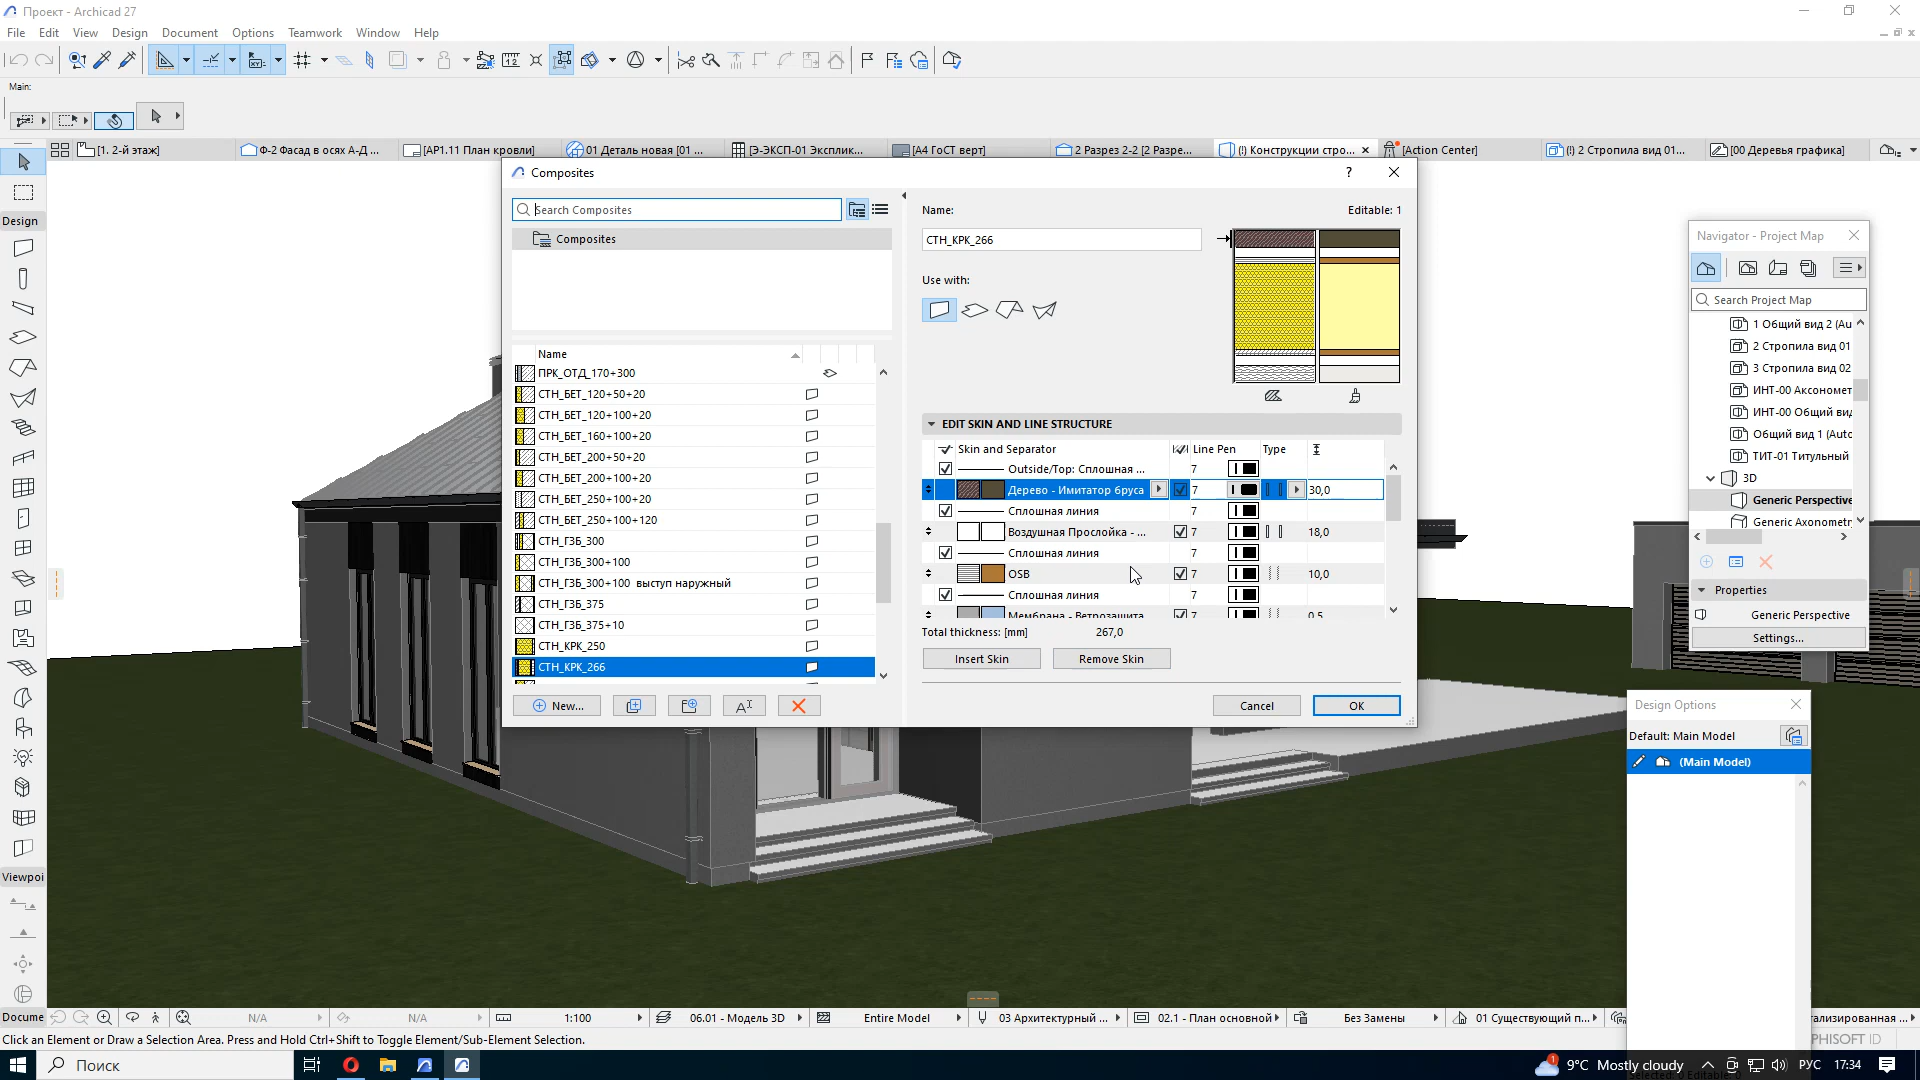 Проект - Archicad 27
File Edit View Design Document Options Teamwork Window Help
Main:
[1. 2-й этаж]
Ф-2 Фасад в осях А-Д ...
[АР1.11 План кровли]
01 Деталь новая [01 ...
[Э-ЭКСП-01 Эксплик...
[А4 ГоСТ верт]
2 Разрез 2-2 [2 Разре...
(!) Конструкции стро...
[Action Center]
(!) 2 Стропила вид 01...
[00 Деревья графика]
Design
Viewpoi
Docume
Composites
?
Search Composites
Composites
Name
ПРК_ОТД_170+300
СТН_БЕТ_120+50+20
СТН_БЕТ_120+100+20
СТН_БЕТ_160+100+20
СТН_БЕТ_200+50+20
СТН_БЕТ_200+100+20
СТН_БЕТ_250+100+20
СТН_БЕТ_250+100+120
СТН_ГЗБ_300
СТН_ГЗБ_300+100
СТН_ГЗБ_300+100 выступ наружный
СТН_ГЗБ_375
СТН_ГЗБ_375+10
СТН_КРК_250
СТН_КРК_266
New...
Name: Editable: 1
СТН_КРК_266
Use with:
EDIT SKIN AND LINE STRUCTURE
Skin and Separator Line Pen Type
Outside/Top: Сплошная ... 7
Дерево - Имитатор бруса 7 30,0
Сплошная линия 7
Воздушная Прослойка - ... 7 18,0
Сплошная линия 7
OSB 7 10,0
Сплошная линия 7
Мембрана - Ветрозащита 7 0,5
Total thickness: [mm] 267,0
Insert Skin Remove Skin
Cancel OK
Navigator - Project Map
Search Project Map
1 Общий вид 2 (Au
2 Стропила вид 01
3 Стропила вид 02
ИНТ-00 Аксономет
ИНТ-00 Общий ви
Общий вид 1 (Auto
ТИТ-01 Титульный
3D
Generic Perspective
Generic Axonometr
Properties
Generic Perspective
Settings...
Design Options
Default: Main Model
(Main Model)
N/A N/A 1:100 06.01 - Модель 3D Entire Model 03 Архитектурный ... 02.1 - План основной Без Замены 01 Существующий п...
Click an Element or Draw a Selection Area. Press and Hold Ctrl+Shift to Toggle Element/Sub-Element Selection.
PHISOFT ID
Поиск
1
9°C Mostly cloudy
РУС 17:34